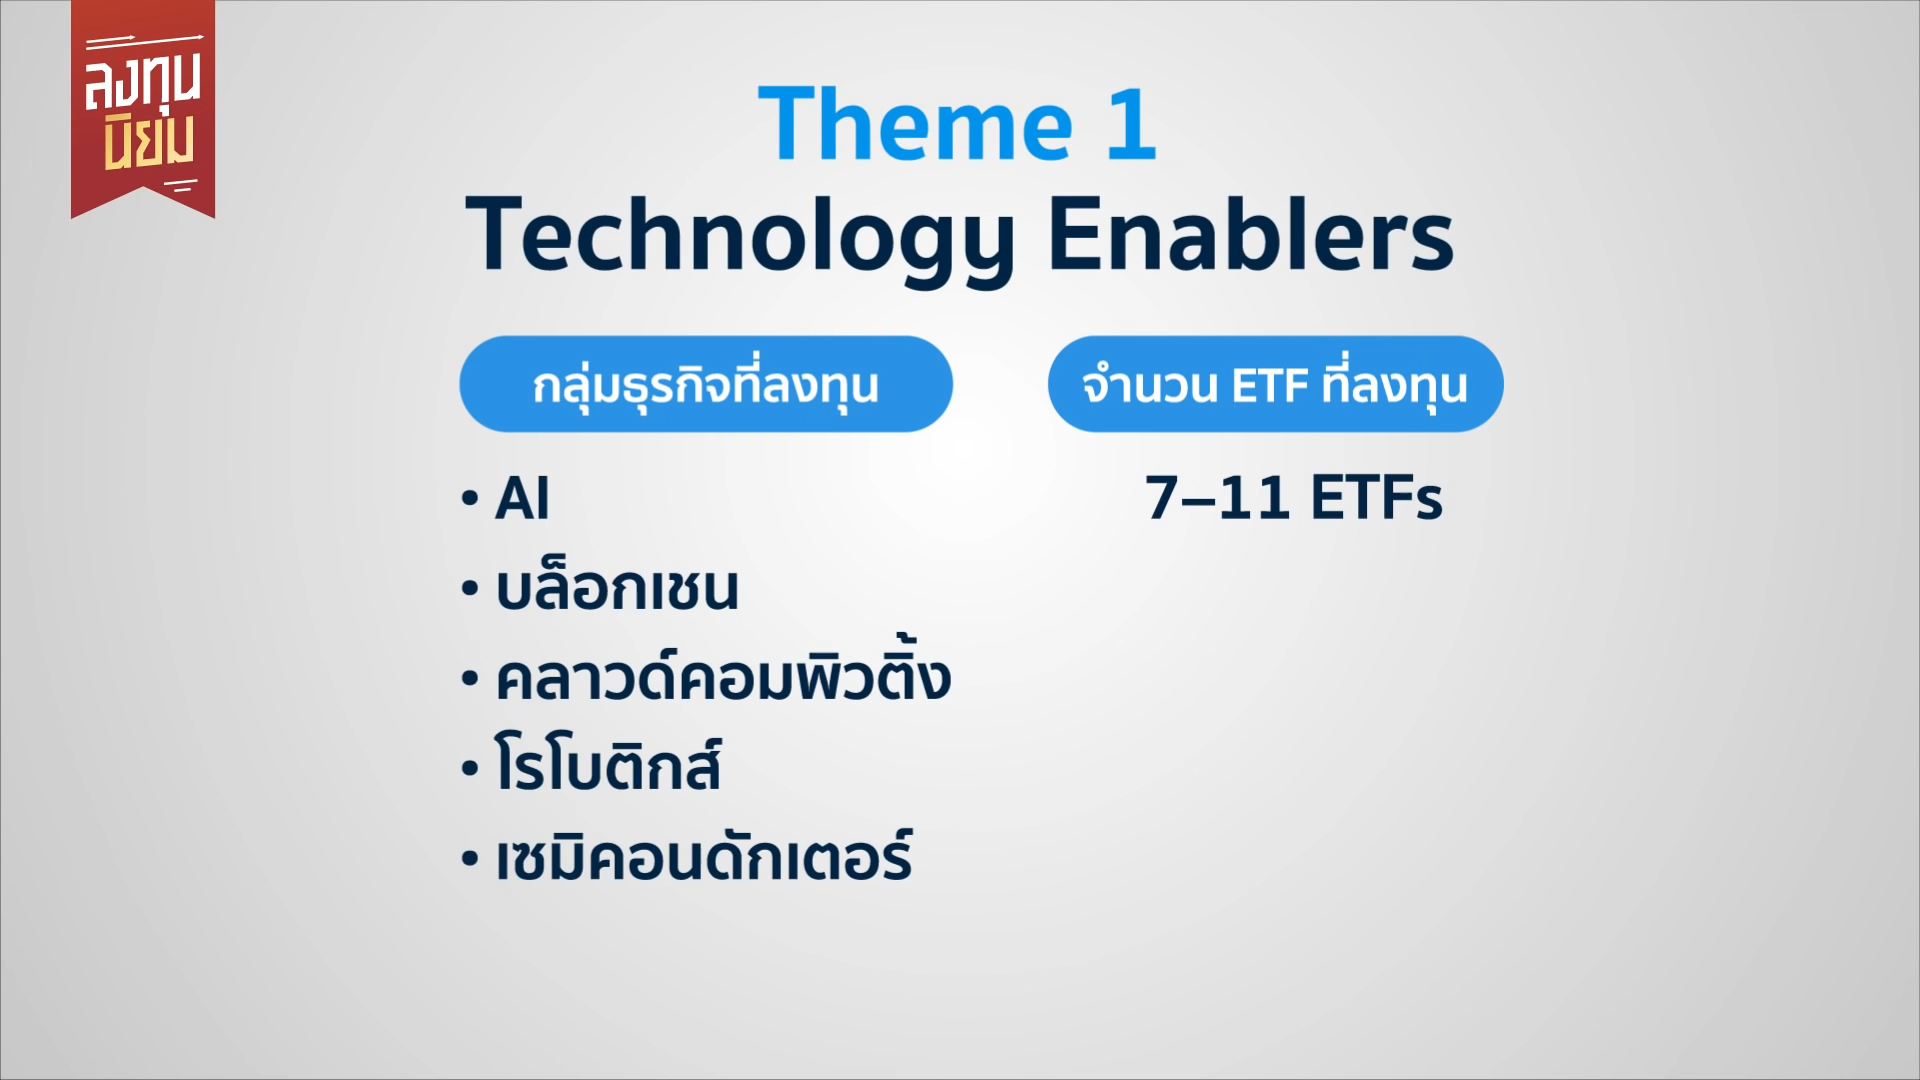 ลงทุน
นิยม
Theme 1
Technology Enablers
กลุ่มธุรกิจที่ลงทุน
จำนวน ETF ที่ลงทุน
• AI
7–11 ETFs
• บล็อกเชน
• คลาวด์คอมพิวติ้ง
• โรโบติกส์
• เซมิคอนดักเตอร์